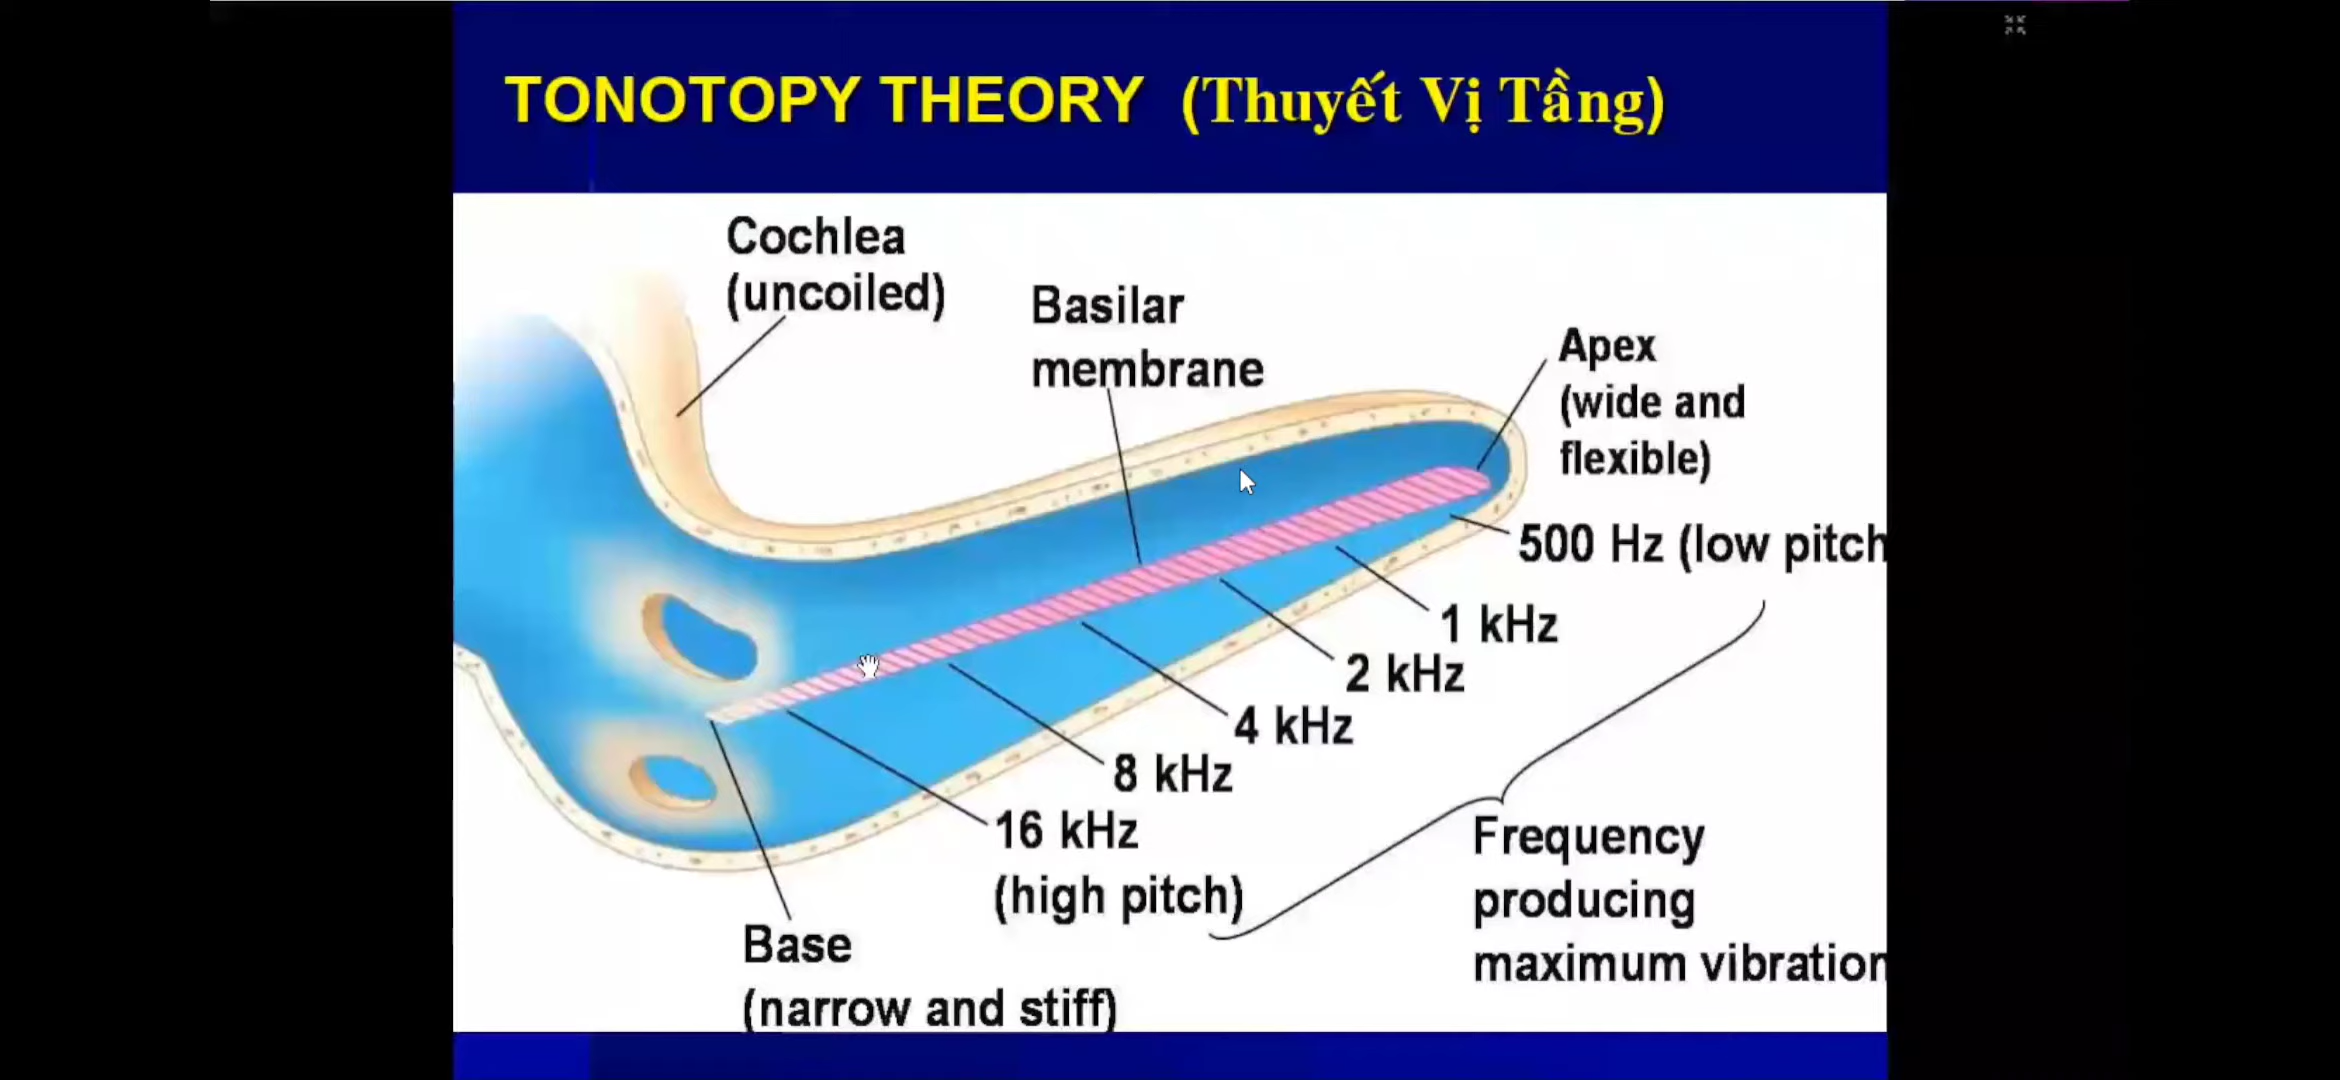 TONOTOPY THEORY (Thuyết Vị Tầng)
Cochlea
(uncoiled)
Basilar
membrane
Apex
(wide and
flexible)
500 Hz (low pitch
1 kHz
2 kHz
4 kHz
8 kHz
16 kHz
(high pitch)
Frequency
producing
maximum vibration
Base
(narrow and stiff)